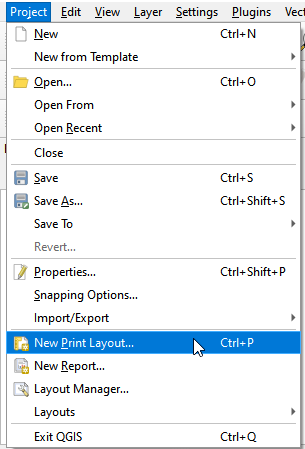 Project Edit View Layer Settings Plugins Vect
New Ctrl+N
New from Template
Open... Ctrl+O
Open From
Open Recent
Close
Save Ctrl+S
Save As... Ctrl+Shift+S
Save To
Revert...
Properties... Ctrl+Shift+P
Snapping Options...
Import/Export
New Print Layout... Ctrl+P
New Report...
Layout Manager...
Layouts
Exit QGIS Ctrl+Q